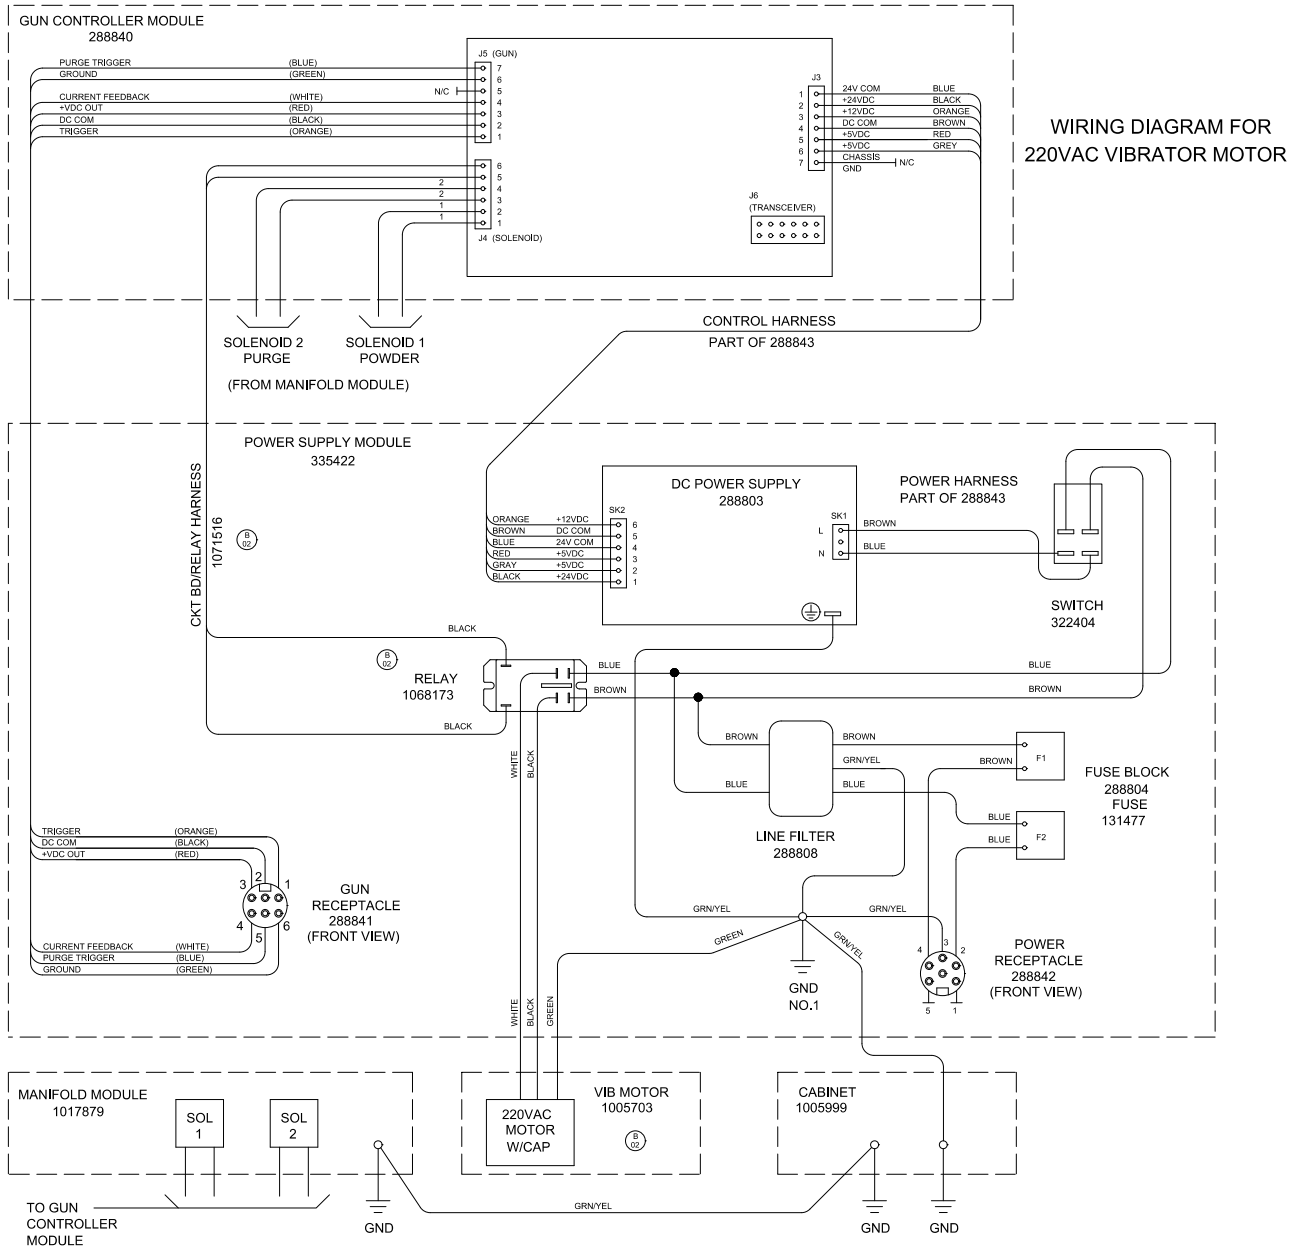 GUN CONTROLLER MODULE
288840
WIRING DIAGRAM FOR
220VAC VIBRATOR MOTOR
J5 (GUN)
PURGE TRIGGER (BLUE) 7
GROUND (GREEN) 6
N/C 5
CURRENT FEEDBACK (WHITE) 4
+VDC OUT (RED) 3
DC COM (BLACK) 2
TRIGGER (ORANGE) 1
6
5
2 4
2 3
1 2
1 1
J4 (SOLENOID)
J3
1 24V COM BLUE
2 +24VDC BLACK
3 +12VDC ORANGE
4 DC COM BROWN
5 +5VDC RED
6 +5VDC GREY
7 CHASSIS GND N/C
J6
(TRANSCEIVER)
SOLENOID 2
PURGE
SOLENOID 1
POWDER
(FROM MANIFOLD MODULE)
CONTROL HARNESS
PART OF 288843
POWER SUPPLY MODULE
335422
CKT BD/RELAY HARNESS
1071516
B
02
DC POWER SUPPLY
288803
SK2
ORANGE +12VDC 6
BROWN DC COM 5
BLUE 24V COM 4
RED +5VDC 3
GRAY +5VDC 2
BLACK +24VDC 1
SK1
L
N
BROWN
BLUE
POWER HARNESS
PART OF 288843
SWITCH
322404
BLACK
B
02
RELAY
1068173
BLACK
BLUE
BROWN
BLUE
BROWN
WHITE
BLACK
BROWN
BLUE
BROWN
GRN/YEL
BLUE
LINE FILTER
288808
BROWN
F1
BLUE
BLUE
F2
FUSE BLOCK
288804
FUSE
131477
TRIGGER (ORANGE)
DC COM (BLACK)
+VDC OUT (RED)
3 2 1
4 5 6
GUN
RECEPTACLE
288841
(FRONT VIEW)
CURRENT FEEDBACK (WHITE)
PURGE TRIGGER (BLUE)
GROUND (GREEN)
GRN/YEL
GRN/YEL
GREEN
GRN/YEL
GND
NO.1
4 3 2
5 1
POWER
RECEPTACLE
288842
(FRONT VIEW)
WHITE
BLACK
GREEN
MANIFOLD MODULE
1017879
SOL
1
SOL
2
TO GUN
CONTROLLER
MODULE
GND
VIB MOTOR
1005703
220VAC
MOTOR
W/CAP
B
02
CABINET
1005999
GRN/YEL
GND
GND